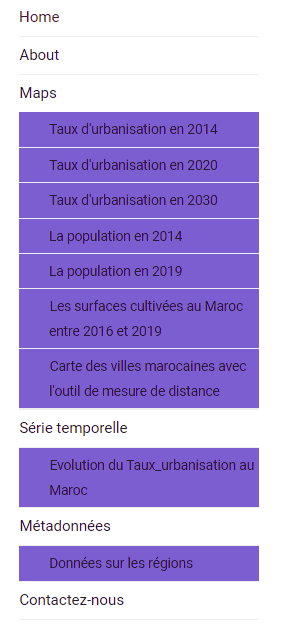 Home
About
Maps
Taux d'urbanisation en 2014
Taux d'urbanisation en 2020
Taux d'urbanisation en 2030
La population en 2014
La population en 2019
Les surfaces cultivées au Maroc
entre 2016 et 2019
Carte des villes marocaines avec
l'outil de mesure de distance
Série temporelle
Evolution du Taux_urbanisation au
Maroc
Métadonnées
Données sur les régions
Contactez-nous